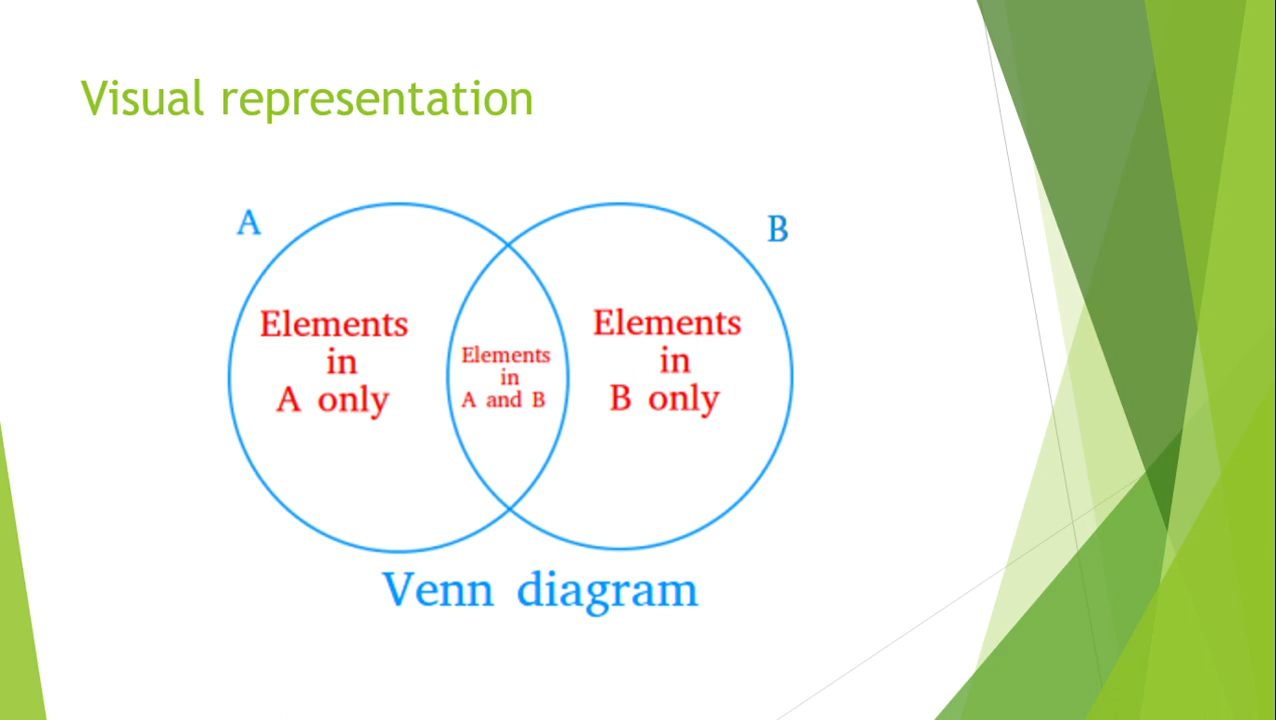 Visual representation
A
B
Elements
in
A only
Elements
in
A and B
Elements
in
B only
Venn diagram